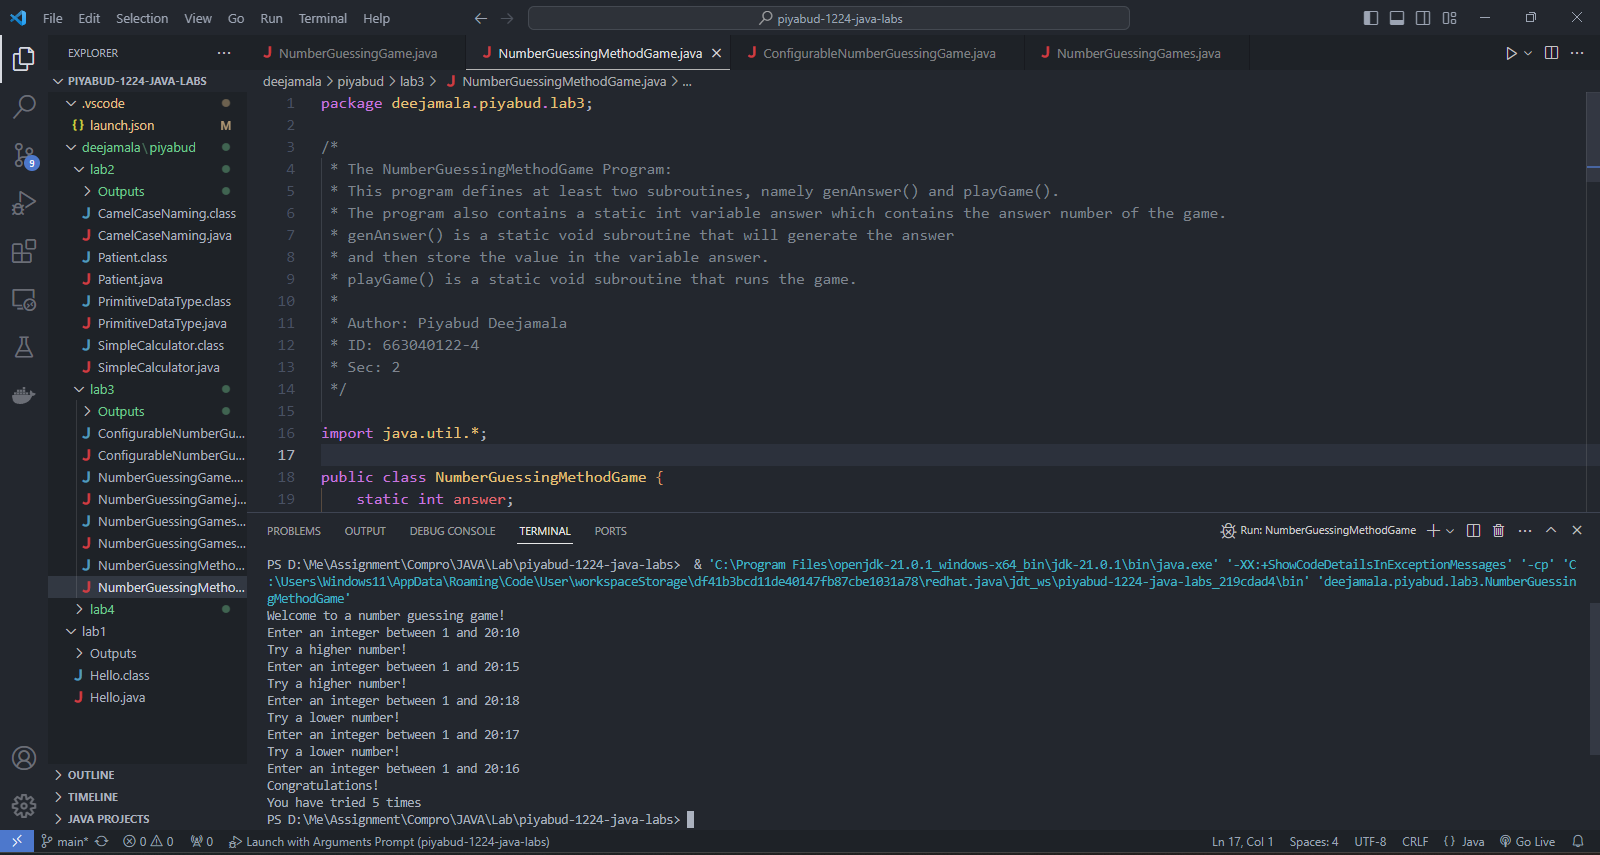 File Edit Selection View Go Run Terminal Help
piyabud-1224-java-labs
EXPLORER
PIYABUD-1224-JAVA-LABS
.vscode
{} launch.json M
deejamala\piyabud
lab2
Outputs
J CamelCaseNaming.class
J CamelCaseNaming.java
J Patient.class
J Patient.java
J PrimitiveDataType.class
J PrimitiveDataType.java
J SimpleCalculator.class
J SimpleCalculator.java
lab3
Outputs
J ConfigurableNumberGu...
J ConfigurableNumberGu...
J NumberGuessingGame....
J NumberGuessingGame.j...
J NumberGuessingGames...
J NumberGuessingGames...
J NumberGuessingMetho...
J NumberGuessingMetho...
lab4
lab1
Outputs
J Hello.class
J Hello.java
OUTLINE
TIMELINE
JAVA PROJECTS
9
J NumberGuessingGame.java J NumberGuessingMethodGame.java J ConfigurableNumberGuessingGame.java J NumberGuessingGames.java
deejamala > piyabud > lab3 > J NumberGuessingMethodGame.java > ...
1 package deejamala.piyabud.lab3;
2
3 /*
4 * The NumberGuessingMethodGame Program:
5 * This program defines at least two subroutines, namely genAnswer() and playGame().
6 * The program also contains a static int variable answer which contains the answer number of the game.
7 * genAnswer() is a static void subroutine that will generate the answer
8 * and then store the value in the variable answer.
9 * playGame() is a static void subroutine that runs the game.
10 *
11 * Author: Piyabud Deejamala
12 * ID: 663040122-4
13 * Sec: 2
14 */
15
16 import java.util.*;
17
18 public class NumberGuessingMethodGame {
19 static int answer;
PROBLEMS OUTPUT DEBUG CONSOLE TERMINAL PORTS Run: NumberGuessingMethodGame
PS D:\Me\Assignment\Compro\JAVA\Lab\piyabud-1224-java-labs> & 'C:\Program Files\openjdk-21.0.1_windows-x64_bin\jdk-21.0.1\bin\java.exe' '-XX:+ShowCodeDetailsInExceptionMessages' '-cp' 'C
:\Users\Windows11\AppData\Roaming\Code\User\workspaceStorage\df41b3bcd11de40147fb87cbe1031a78\redhat.java\jdt_ws\piyabud-1224-java-labs_219cdad4\bin' 'deejamala.piyabud.lab3.NumberGuessin
gMethodGame'
Welcome to a number guessing game!
Enter an integer between 1 and 20:10
Try a higher number!
Enter an integer between 1 and 20:15
Try a higher number!
Enter an integer between 1 and 20:18
Try a lower number!
Enter an integer between 1 and 20:17
Try a lower number!
Enter an integer between 1 and 20:16
Congratulations!
You have tried 5 times
PS D:\Me\Assignment\Compro\JAVA\Lab\piyabud-1224-java-labs>
main* 0 0 0 Launch with Arguments Prompt (piyabud-1224-java-labs) Ln 17, Col 1 Spaces: 4 UTF-8 CRLF {} Java Go Live